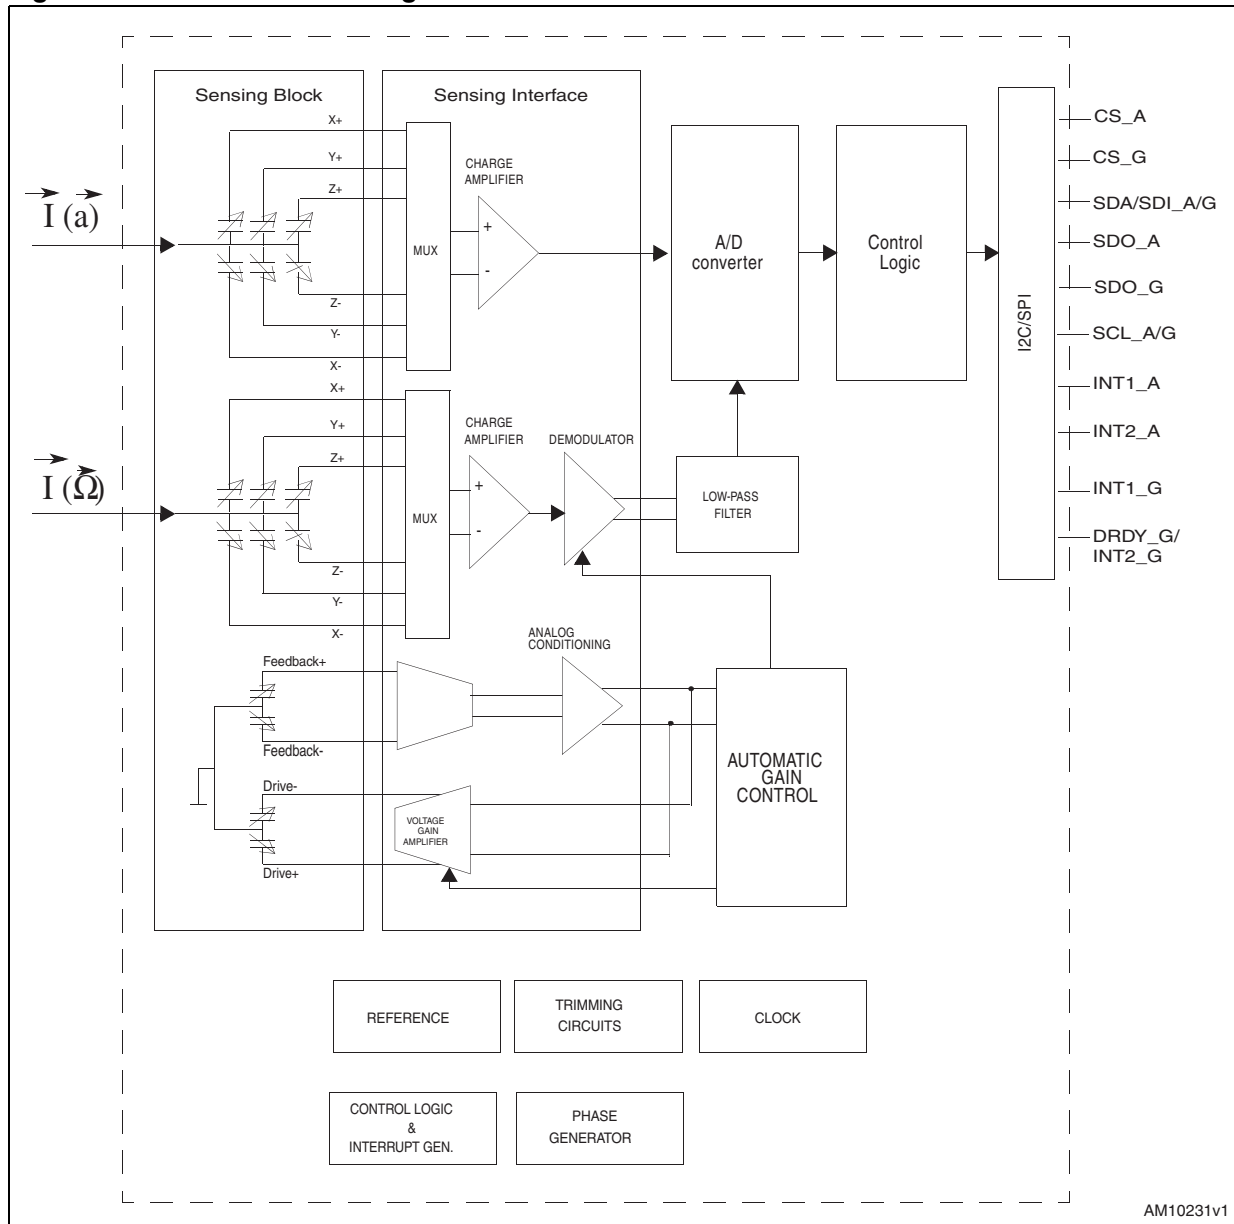 Sensing Block
Sensing Interface
X+
Y+
Z+
CHARGE
AMPLIFIER
I (a)
MUX
+
-
Z-
Y-
X-
A/D
converter
Control
Logic
I2C/SPI
CS_A
CS_G
SDA/SDI_A/G
SDO_A
SDO_G
SCL_A/G
INT1_A
INT2_A
INT1_G
DRDY_G/
INT2_G
X+
Y+
Z+
CHARGE
AMPLIFIER
DEMODULATOR
I (Ω)
MUX
+
-
LOW-PASS
FILTER
Z-
Y-
X-
ANALOG
CONDITIONING
Feedback+
Feedback-
Drive-
VOLTAGE
GAIN
AMPLIFIER
Drive+
AUTOMATIC
GAIN
CONTROL
REFERENCE
TRIMMING
CIRCUITS
CLOCK
CONTROL LOGIC
&
INTERRUPT GEN.
PHASE
GENERATOR
AM10231v1